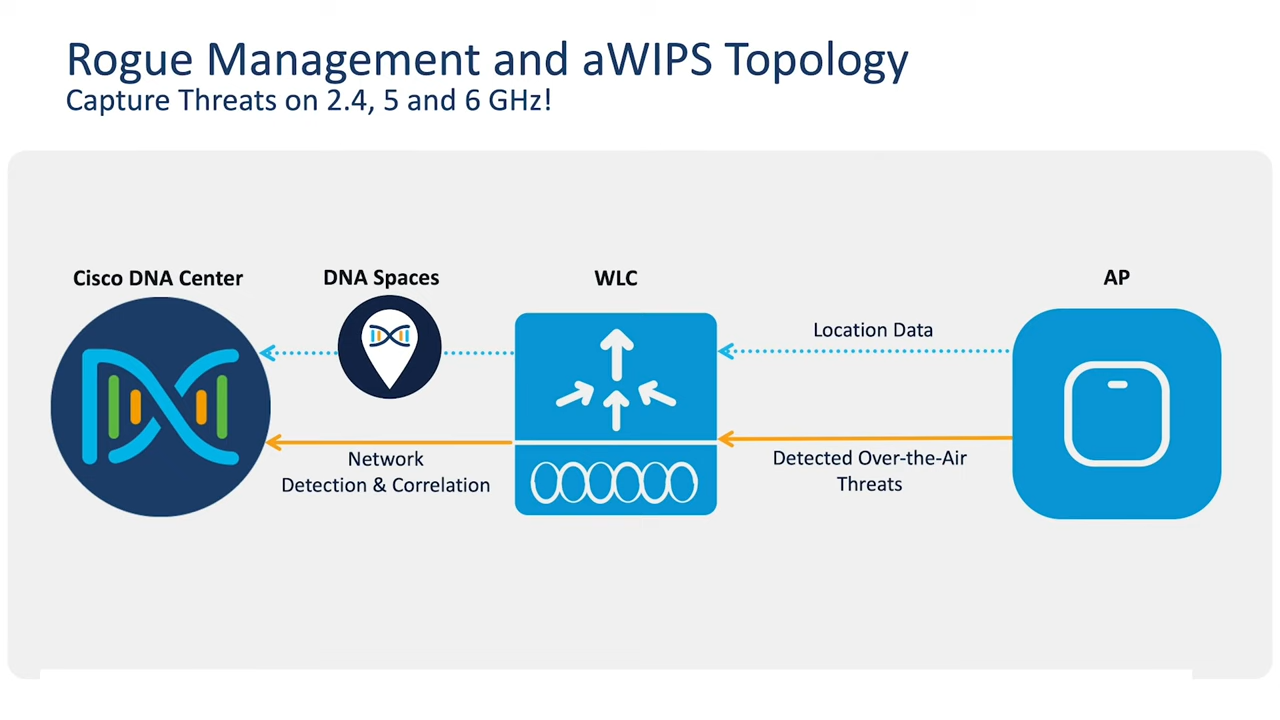 Rogue Management and aWIPS Topology
Capture Threats on 2.4, 5 and 6 GHz!
Cisco DNA Center
DNA Spaces
WLC
AP
Location Data
Network
Detection & Correlation
Detected Over-the-Air
Threats